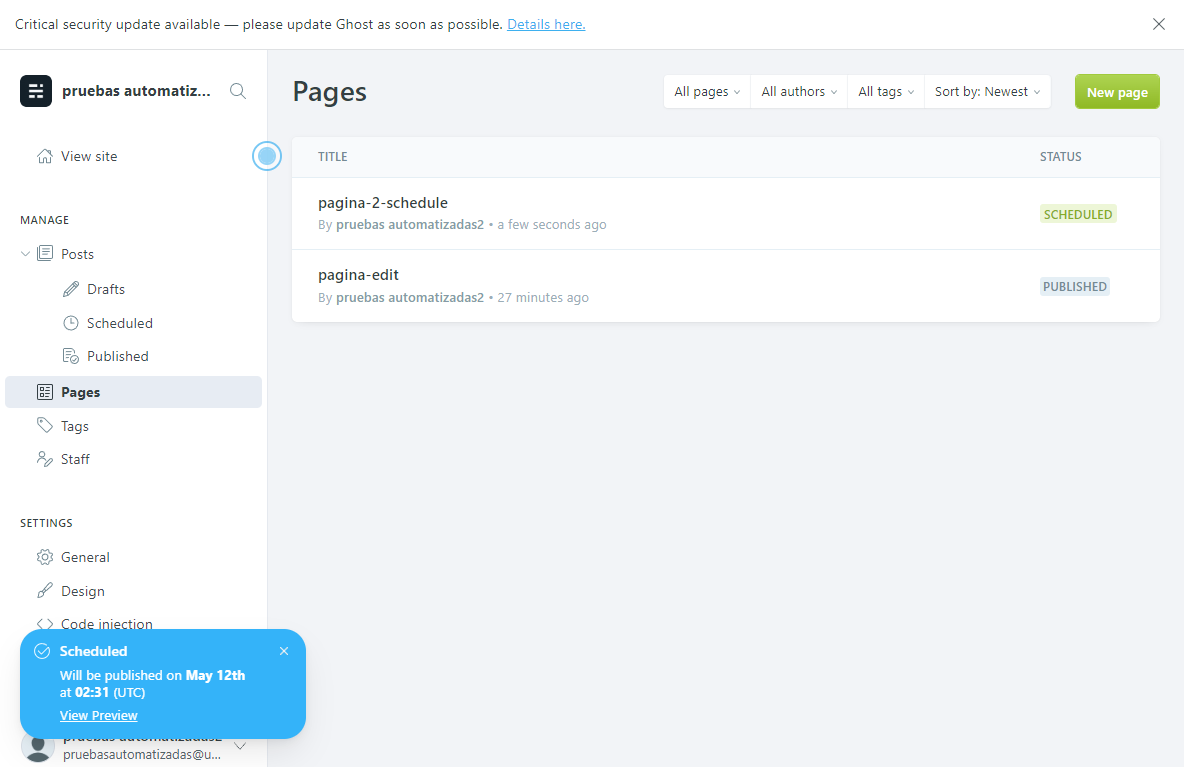 Critical security update available — please update Ghost as soon as possible. Details here.
pruebas automatiz...
View site
MANAGE
Posts
Drafts
Scheduled
Published
Pages
Tags
Staff
SETTINGS
General
Design
Code injection
Scheduled
Will be published on May 12th
at 02:31 (UTC)
View Preview
pruebas automatizadas2
pruebasautomatizadas@u...
Pages
All pages
All authors
All tags
Sort by: Newest
New page
TITLE
STATUS
pagina-2-schedule
By pruebas automatizadas2 • a few seconds ago
SCHEDULED
pagina-edit
By pruebas automatizadas2 • 27 minutes ago
PUBLISHED